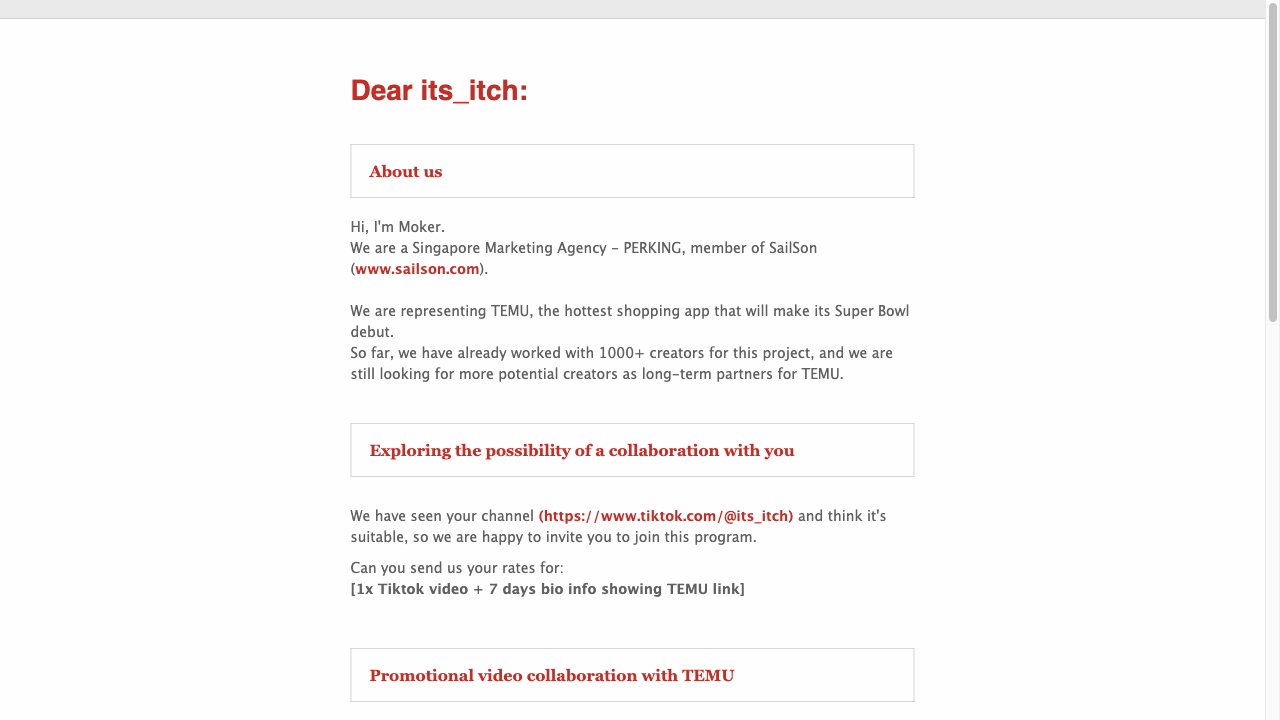 Dear its_itch:
About us
Hi, I'm Moker.
We are a Singapore Marketing Agency - PERKING, member of SailSon
(www.sailson.com).
We are representing TEMU, the hottest shopping app that will make its Super Bowl
debut.
So far, we have already worked with 1000+ creators for this project, and we are
still looking for more potential creators as long-term partners for TEMU.
Exploring the possibility of a collaboration with you
We have seen your channel (https://www.tiktok.com/@its_itch) and think it's
suitable, so we are happy to invite you to join this program.
Can you send us your rates for:
[1x Tiktok video + 7 days bio info showing TEMU link]
Promotional video collaboration with TEMU